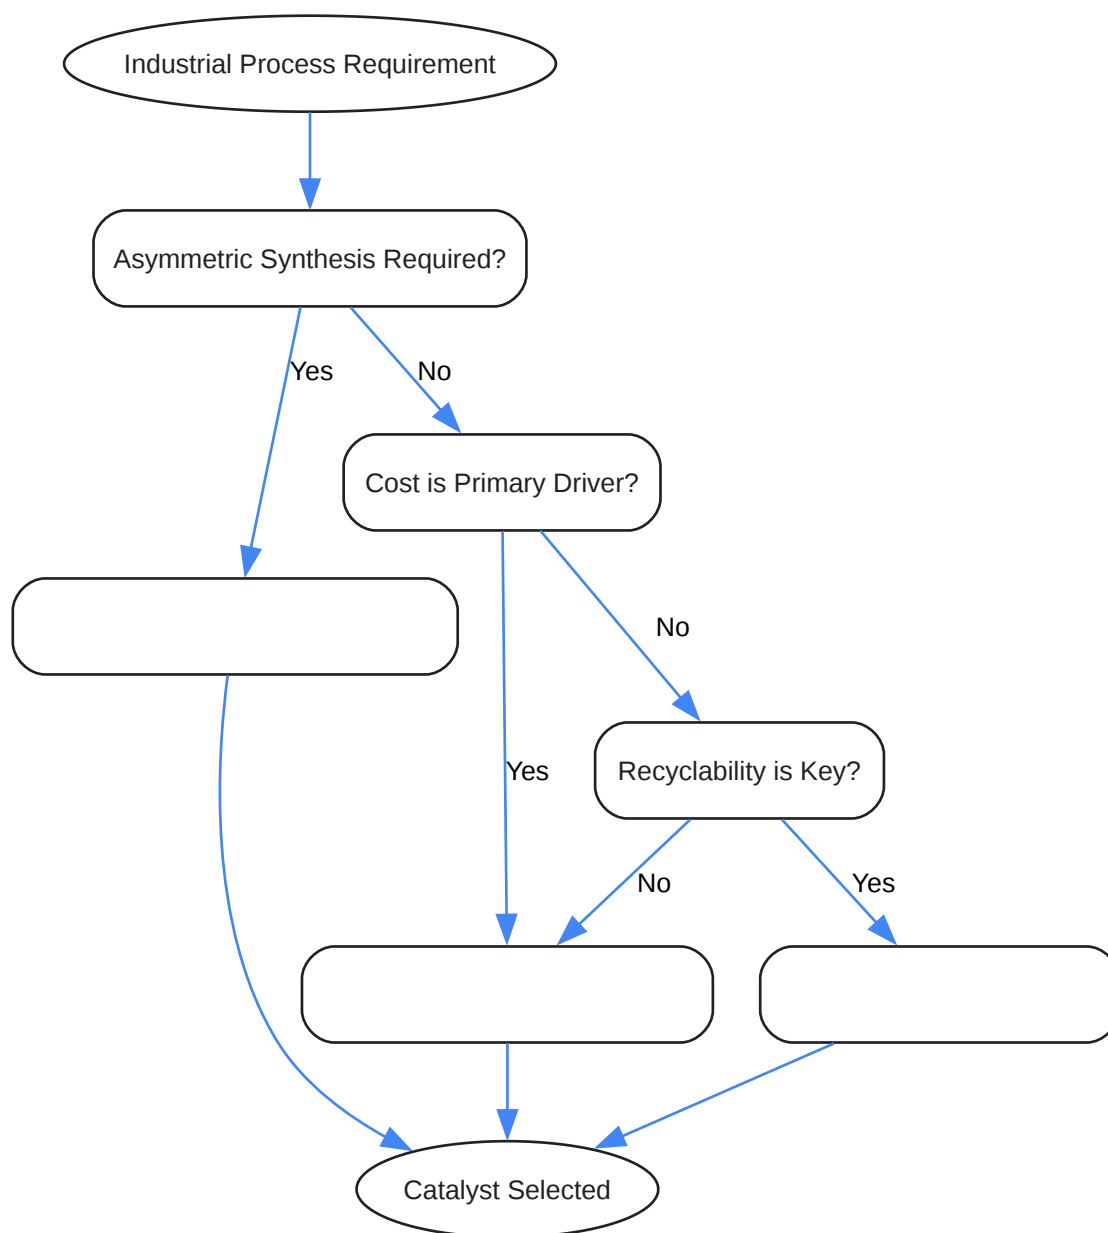 Industrial Process Requirement
Asymmetric Synthesis Required?
Yes
No
Cost is Primary Driver?
No
Yes
Recyclability is Key?
No
Yes
Catalyst Selected